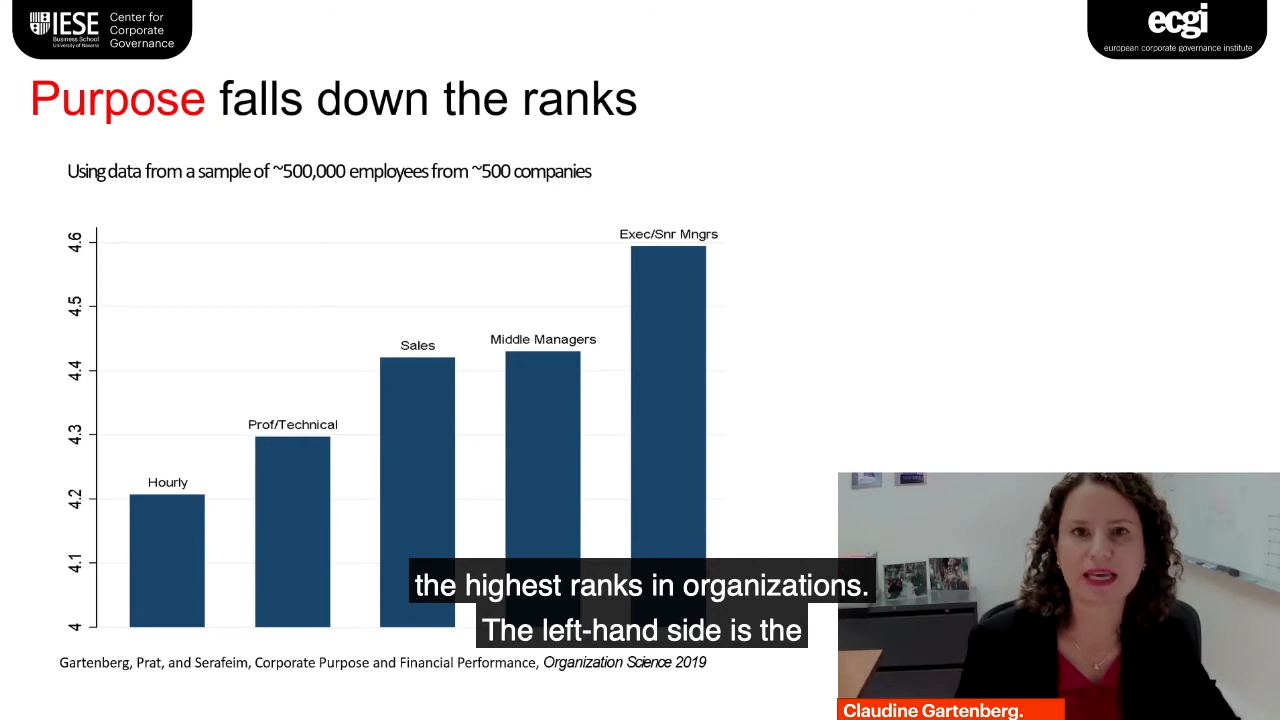 IESE
Business School
University of Navarra
Center for
Corporate
Governance
ecgi
european corporate governance institute
Purpose falls down the ranks
Using data from a sample of ~500,000 employees from ~500 companies
4.6
4.5
4.4
4.3
4.2
4.1
4
Hourly
Prof/Technical
Sales
Middle Managers
Exec/Snr Mngrs
the highest ranks in organizations.
The left-hand side is the
Gartenberg, Prat, and Serafeim, Corporate Purpose and Financial Performance, Organization Science 2019
Claudine Gartenberg.